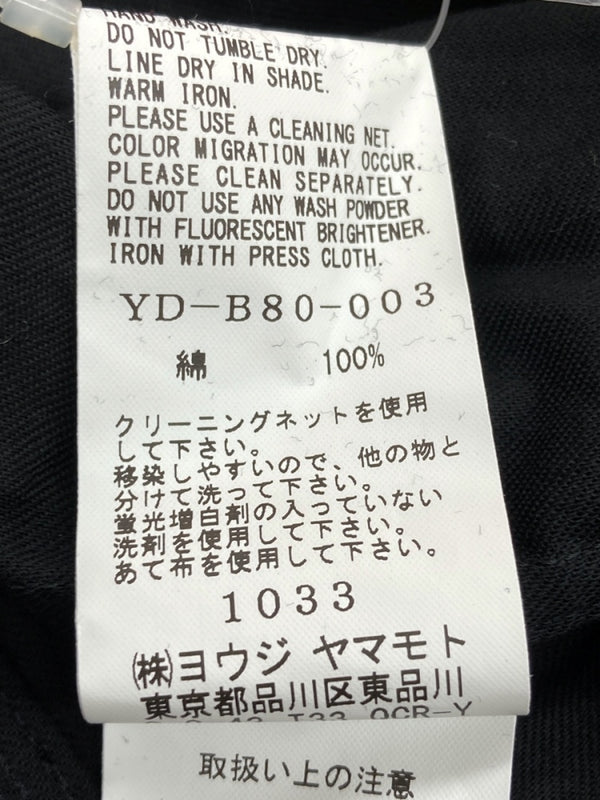 HAND WASH.
DO NOT TUMBLE DRY.
LINE DRY IN SHADE.
WARM IRON.
PLEASE USE A CLEANING NET.
COLOR MIGRATION MAY OCCUR.
PLEASE CLEAN SEPARATELY.
DO NOT USE ANY WASH POWDER
WITH FLUORESCENT BRIGHTENER.
IRON WITH PRESS CLOTH.
YD-B80-003
綿 100%
クリーニングネットを使用
して下さい。
移染しやすいので、他の物と
分けて洗って下さい。
蛍光増白剤の入っていない
洗剤を使用して下さい。
あて布を使用して下さい。
1033
㈱ヨウジ ヤマモト
東京都品川区東品川
T33 OCR-Y
取扱い上の注意